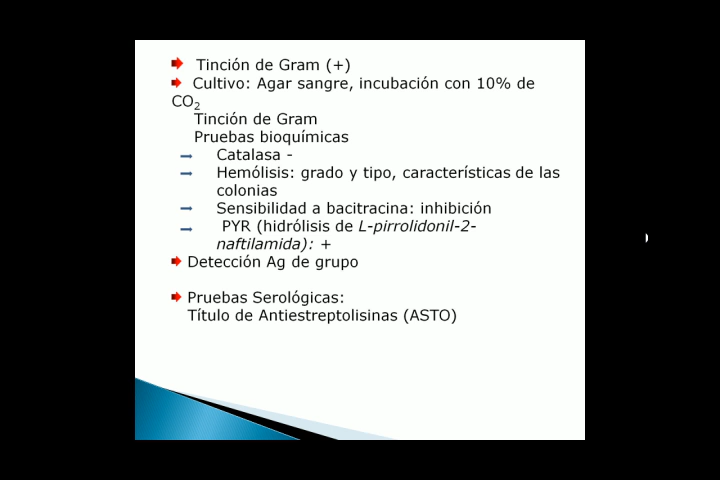 Tinción de Gram (+)
Cultivo: Agar sangre, incubación con 10% de
CO2
Tinción de Gram
Pruebas bioquímicas
Catalasa -
Hemólisis: grado y tipo, características de las
colonias
Sensibilidad a bacitracina: inhibición
PYR (hidrólisis de L-pirrolidonil-2-
naftilamida): +
Detección Ag de grupo
Pruebas Serológicas:
Título de Antiestreptolisinas (ASTO)